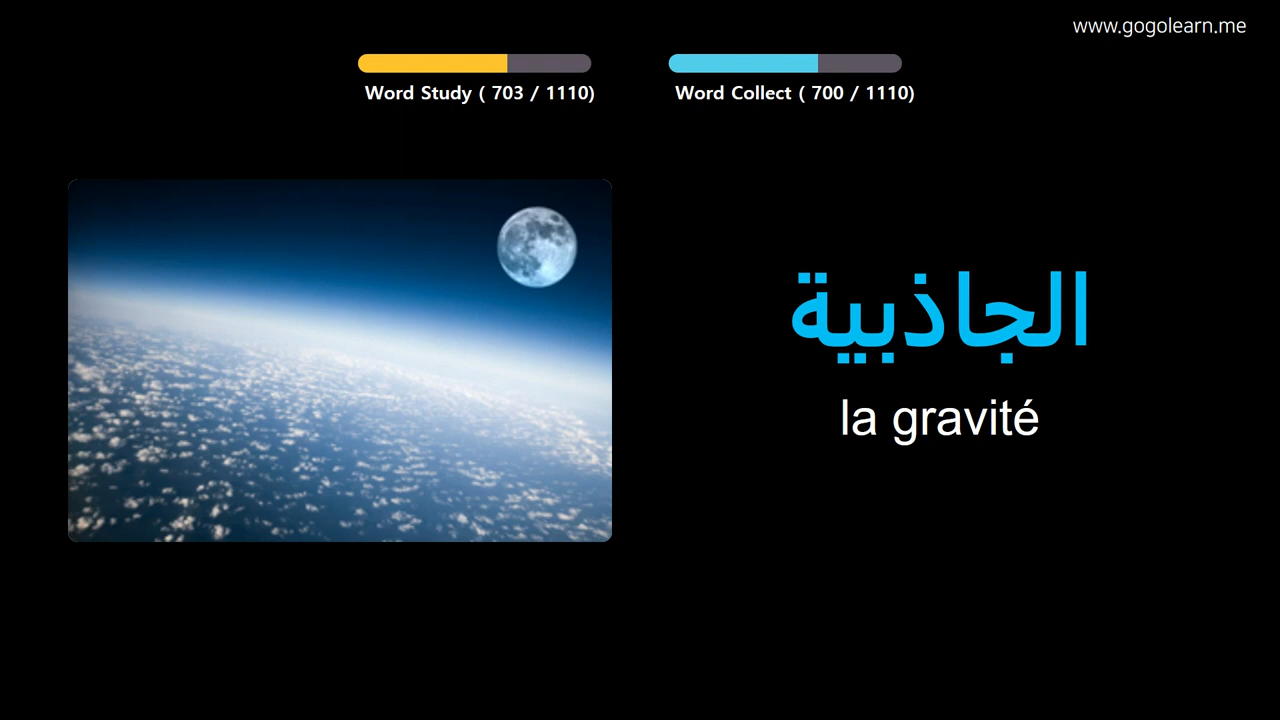 www.gogolearn.me
Word Study ( 703 / 1110)
Word Collect ( 700 / 1110)
الجاذبية
la gravité